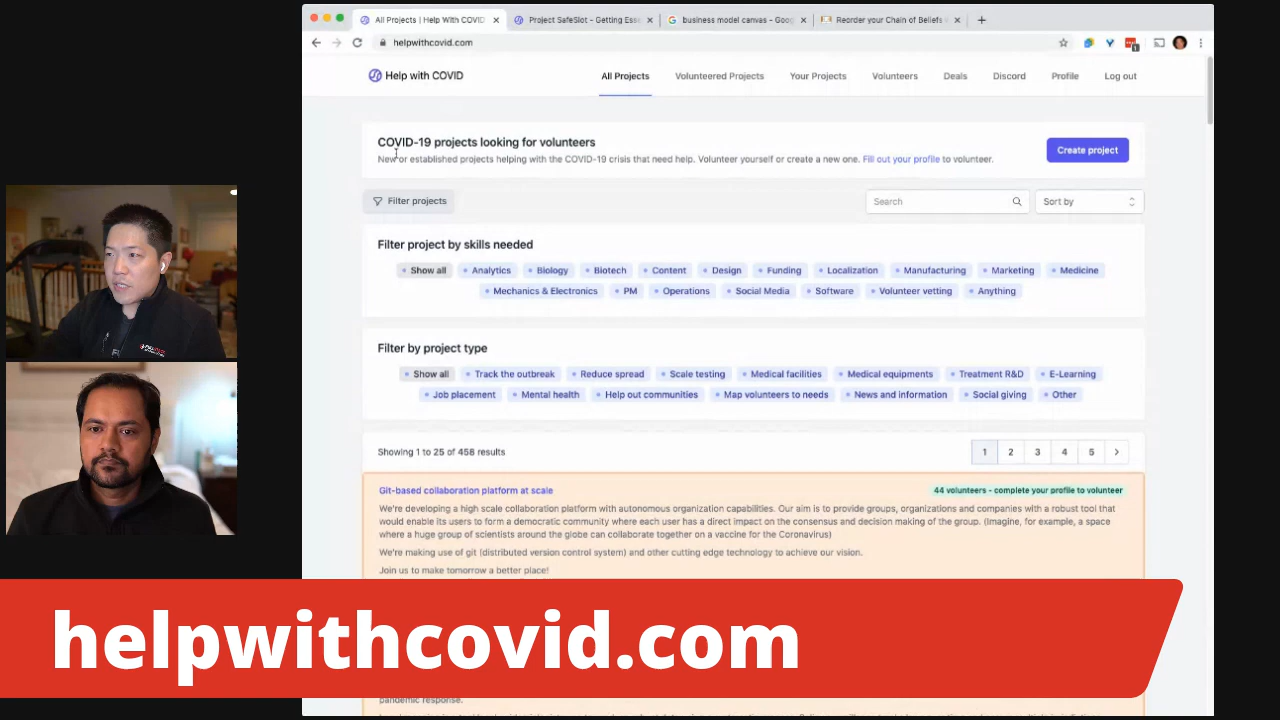 All Projects | Help With COVID
Project SafeSlot - Getting Esse
business model canvas - Goog
Reorder your Chain of Beliefs
helpwithcovid.com
Help with COVID
All Projects
Volunteered Projects
Your Projects
Volunteers
Deals
Discord
Profile
Log out
COVID-19 projects looking for volunteers
New or established projects helping with the COVID-19 crisis that need help. Volunteer yourself or create a new one. Fill out your profile to volunteer.
Create project
Filter projects
Search
Sort by
Filter project by skills needed
Show all Analytics Biology Biotech Content Design Funding Localization Manufacturing Marketing Medicine
Mechanics & Electronics PM Operations Social Media Software Volunteer vetting Anything
Filter by project type
Show all Track the outbreak Reduce spread Scale testing Medical facilities Medical equipments Treatment R&D E-Learning
Job placement Mental health Help out communities Map volunteers to needs News and information Social giving Other
Showing 1 to 25 of 458 results
1 2 3 4 5
Git-based collaboration platform at scale
44 volunteers - complete your profile to volunteer
We're developing a high scale collaboration platform with autonomous organization capabilities. Our aim is to provide groups, organizations and companies with a robust tool that
would enable its users to form a democratic community where each user has a direct impact on the consensus and decision making of the group. (Imagine, for example, a space
where a huge group of scientists around the globe can collaborate together on a vaccine for the Coronavirus)
We're making use of git (distributed version control system) and other cutting edge technology to achieve our vision.
Join us to make tomorrow a better place!
helpwithcovid.com
pandemic response.